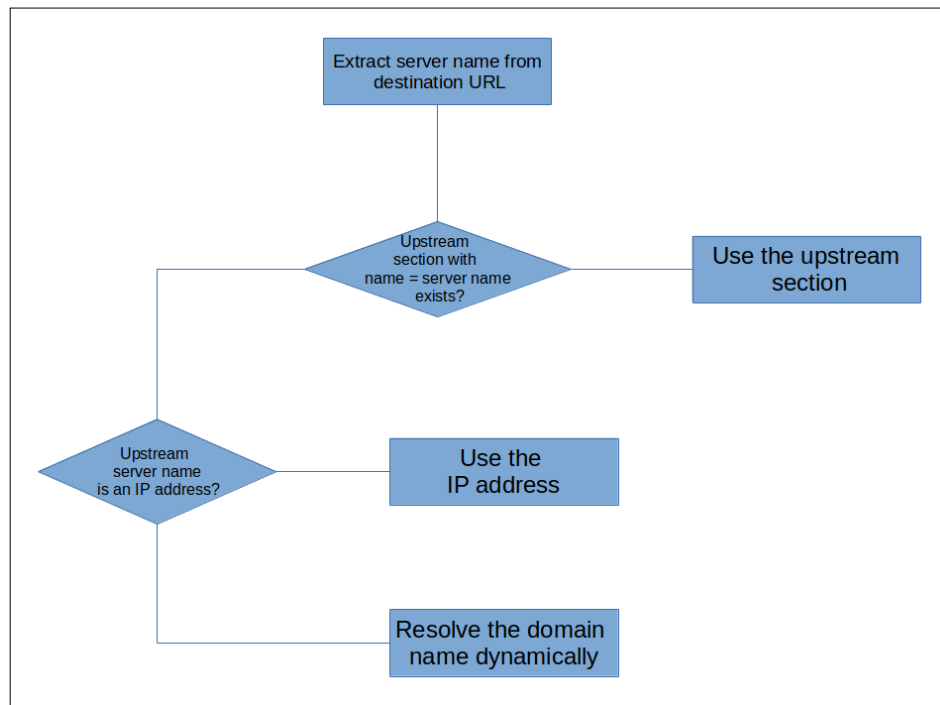 Extract server name from
destination URL
Upstream
section with
name = server name
exists?
Use the upstream
section
Upstream
server name
is an IP address?
Use the
IP address
Resolve the domain
name dynamically